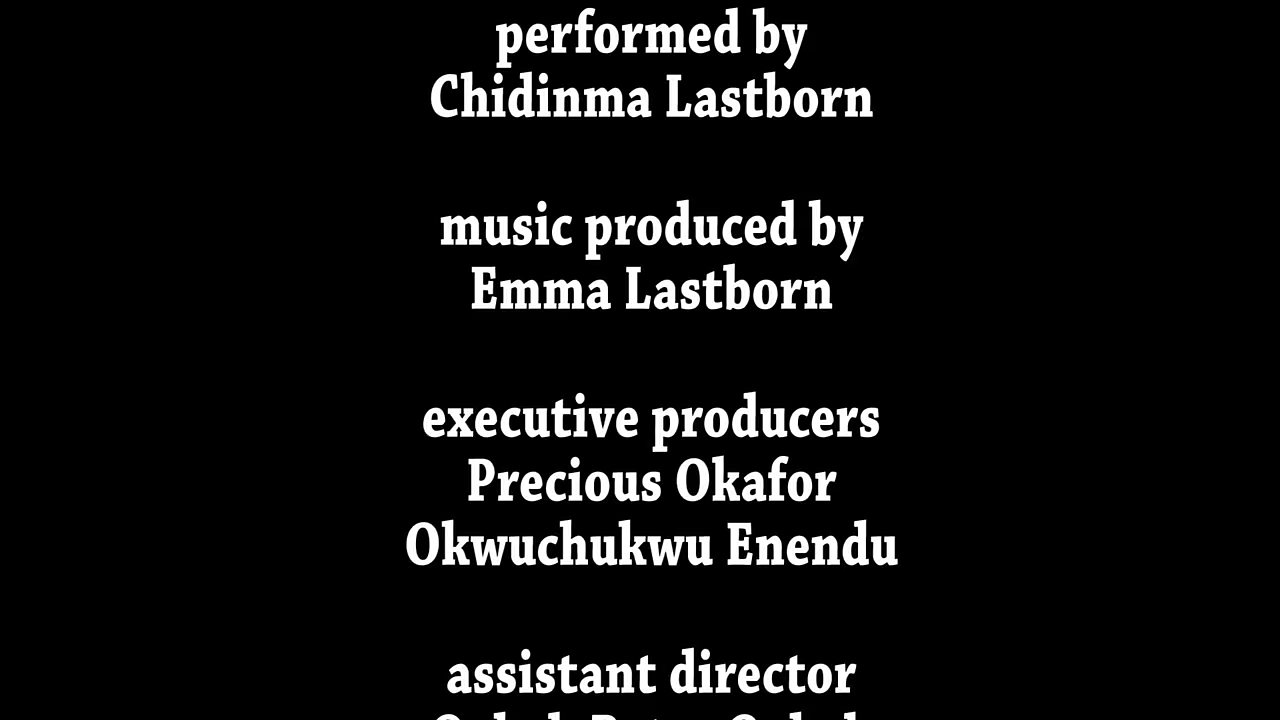 performed by
Chidinma Lastborn
music produced by
Emma Lastborn
executive producers
Precious Okafor
Okwuchukwu Enendu
assistant director